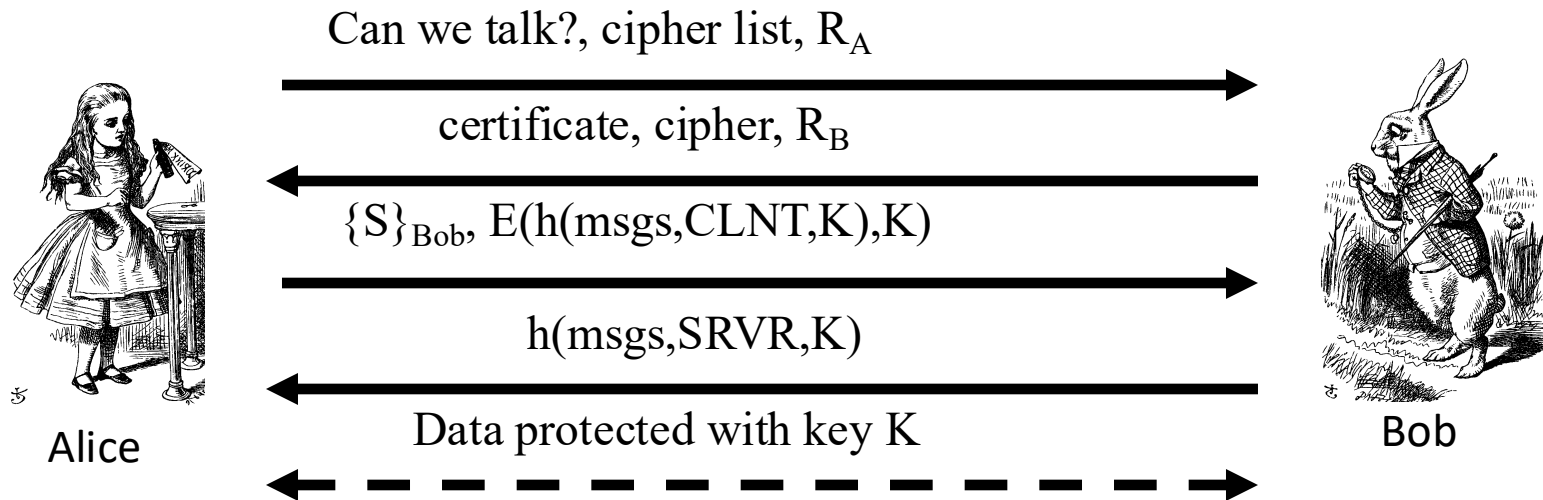 Can we talk?, cipher list, R_A
certificate, cipher, R_B
{S}_Bob, E(h(msgs,CLNT,K),K)
h(msgs,SRVR,K)
Data protected with key K
Alice
Bob